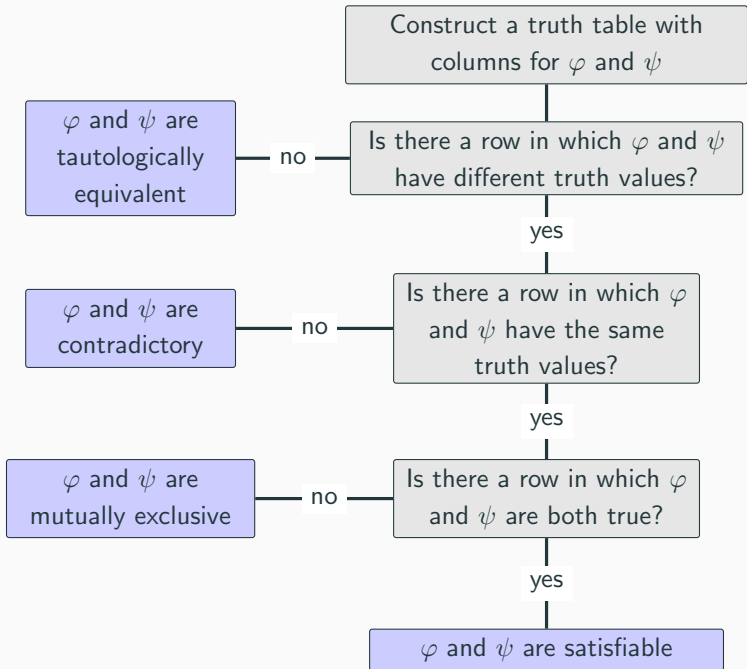 Construct a truth table with
columns for φ and ψ
φ and ψ are
tautologically
equivalent
no
Is there a row in which φ and ψ
have different truth values?
yes
φ and ψ are
contradictory
no
Is there a row in which φ
and ψ have the same
truth values?
yes
φ and ψ are
mutually exclusive
no
Is there a row in which φ
and ψ are both true?
yes
φ and ψ are satisfiable